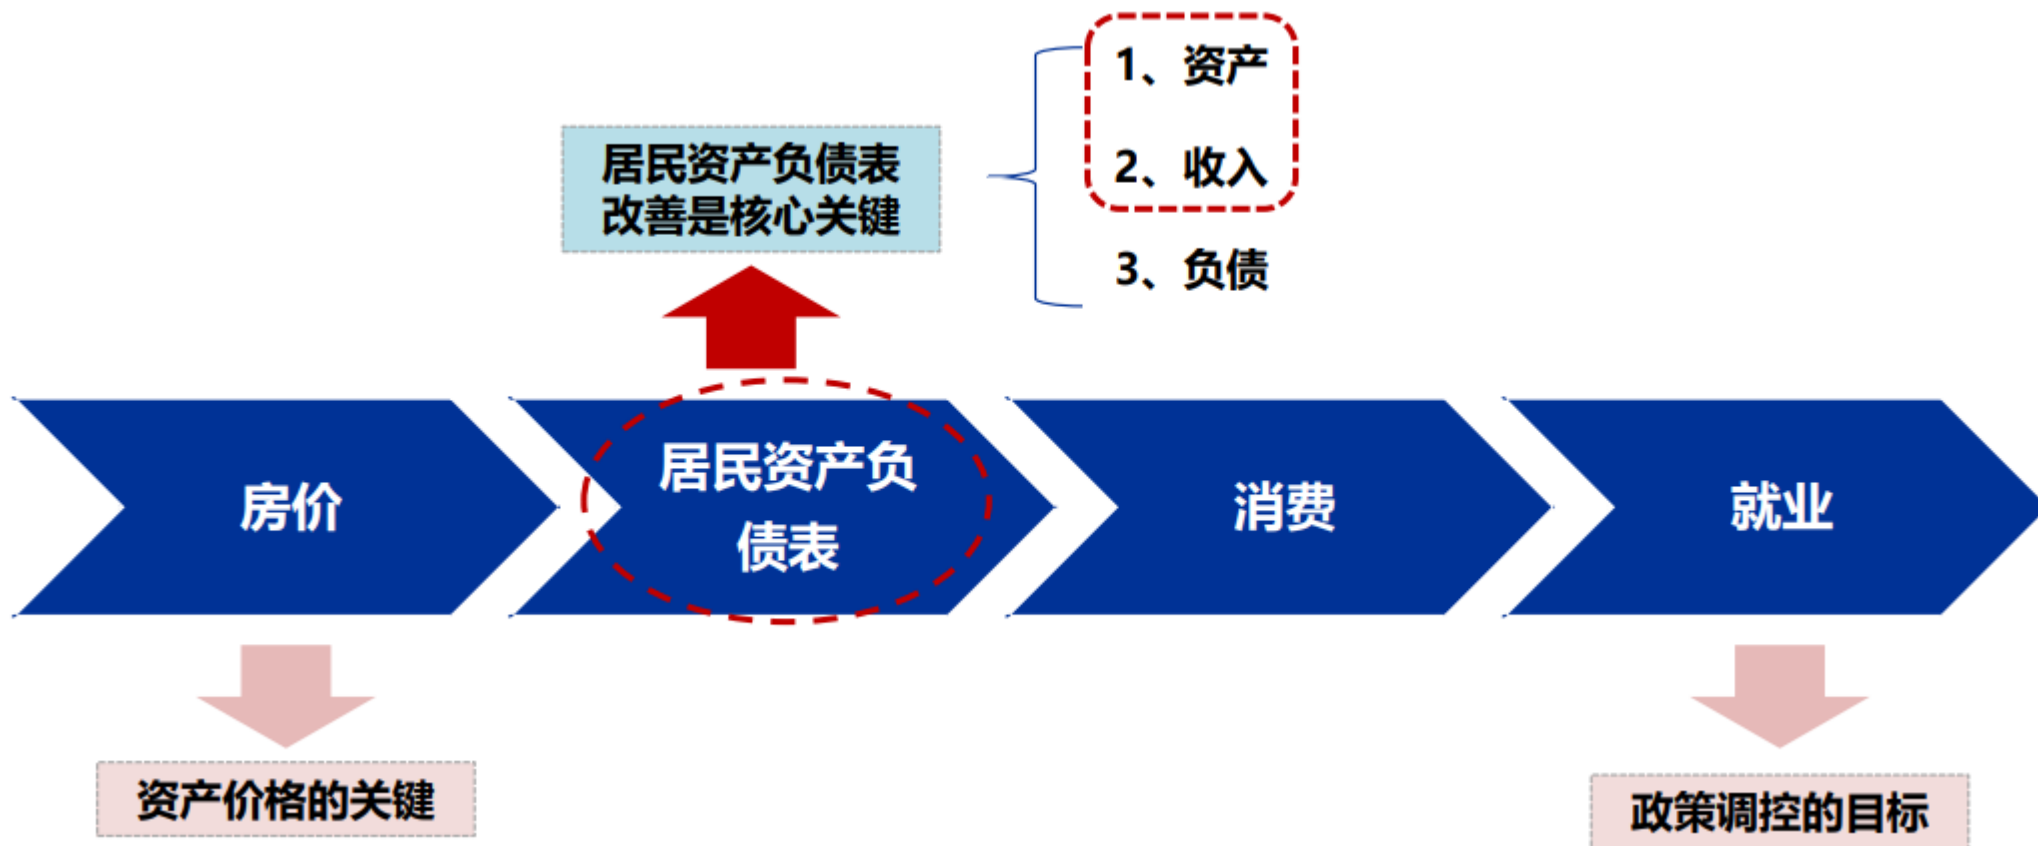 1、资产
2、收入
3、负债
居民资产负债表
改善是核心关键
房价
居民资产负
债表
消费
就业
资产价格的关键
政策调控的目标